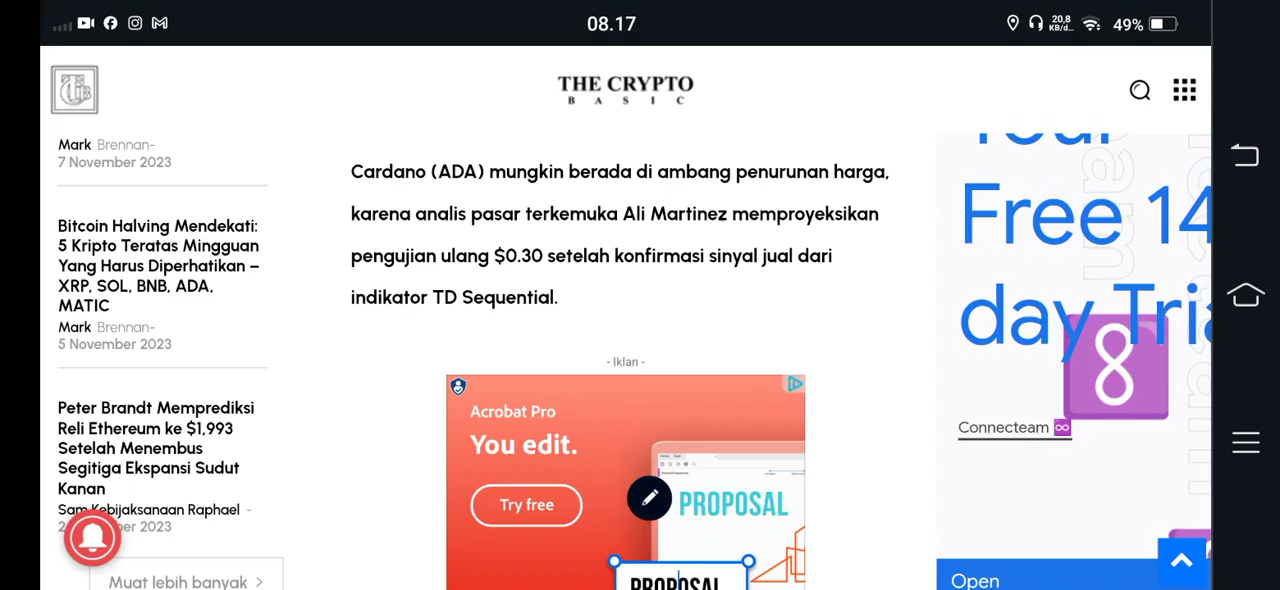 08.17
20,8
KB/d...
49%
THE CRYPTO
BASIC
Mark Brennan-
7 November 2023
Bitcoin Halving Mendekati:
5 Kripto Teratas Mingguan
Yang Harus Diperhatikan –
XRP, SOL, BNB, ADA,
MATIC
Mark Brennan-
5 November 2023
Peter Brandt Memprediksi
Reli Ethereum ke $1,993
Setelah Menembus
Segitiga Ekspansi Sudut
Kanan
Sam Kebijaksanaan Raphael -
2023
Muat lebih banyak >
Cardano (ADA) mungkin berada di ambang penurunan harga,
karena analis pasar terkemuka Ali Martinez memproyeksikan
pengujian ulang $0.30 setelah konfirmasi sinyal jual dari
indikator TD Sequential.
- Iklan -
Acrobat Pro
You edit.
Try free
PROPOSAL
PROPOSAL
Your
Free 14
day Tria
Connecteam
Open